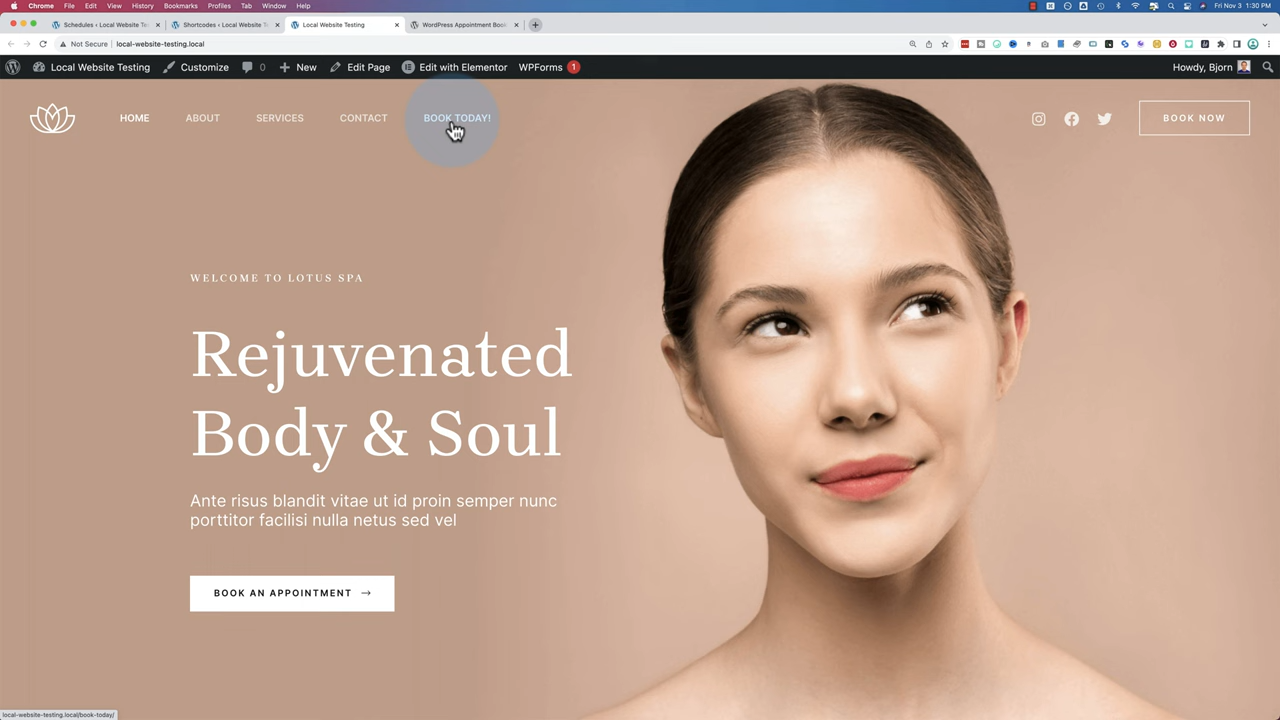 Chrome File Edit View History Bookmarks Profiles Tab Window Help Fri Nov 3 1:30 PM
Schedules ‹ Local Website Te Shortcodes ‹ Local Website T Local Website Testing WordPress Appointment Boo
Not Secure local-website-testing.local
Local Website Testing Customize 0 New Edit Page Edit with Elementor WPForms 1 Howdy, Bjorn
HOME ABOUT SERVICES CONTACT BOOK TODAY! BOOK NOW
WELCOME TO LOTUS SPA
Rejuvenated
Body & Soul
Ante risus blandit vitae ut id proin semper nunc
porttitor facilisi nulla netus sed vel
BOOK AN APPOINTMENT →
local-website-testing.local/book-today/